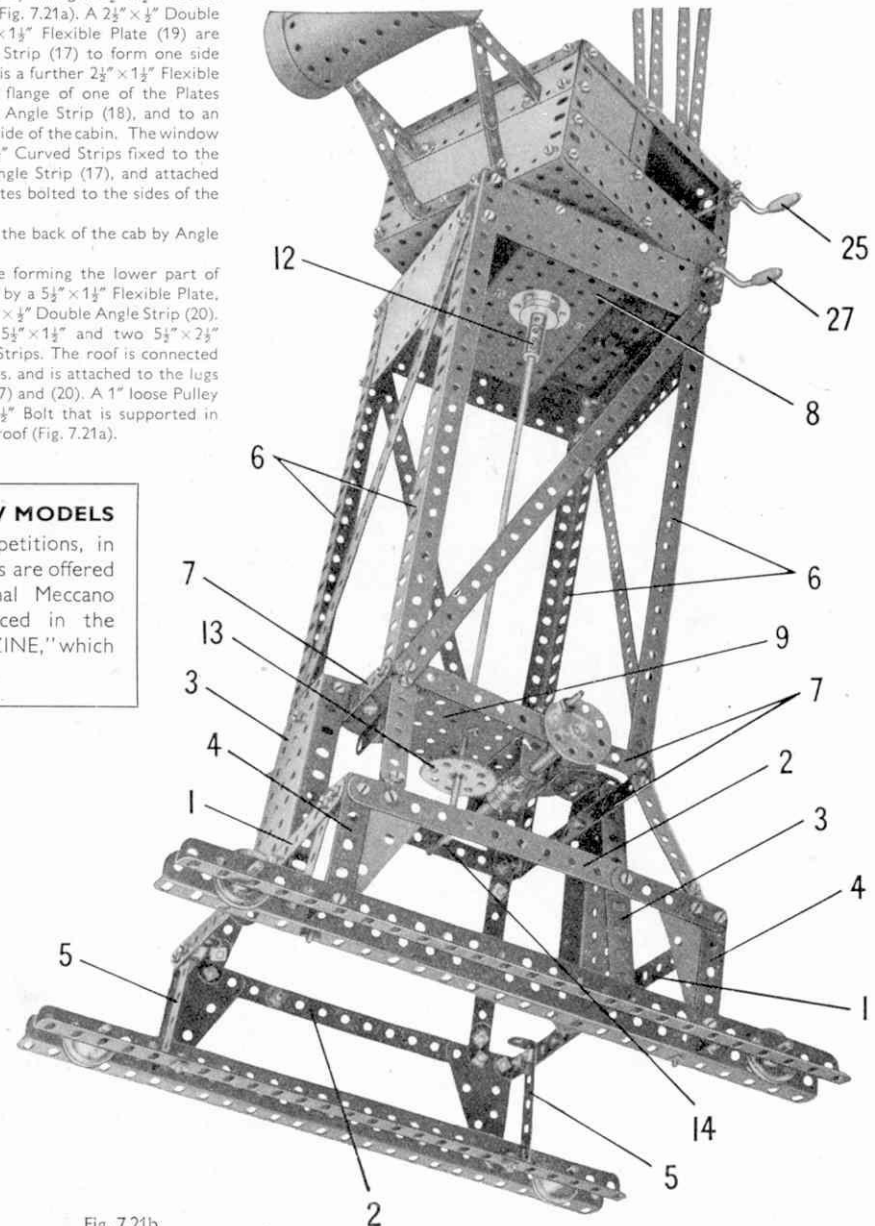 (Fig. 7.21a). A 2½″ × ½″ Double
× 1½″ Flexible Plate (19) are
Strip (17) to form one side
is a further 2½″ × 1½″ Flexible
flange of one of the Plates
Angle Strip (18), and to an
ide of the cabin. The window
″ Curved Strips fixed to the
ngle Strip (17), and attached
tes bolted to the sides of the
the back of the cab by Angle
e forming the lower part of
by a 5½″ × 1½″ Flexible Plate,
× ½″ Double Angle Strip (20).
5½″ × 1½″ and two 5½″ × 2½″
Strips. The roof is connected
s, and is attached to the lugs
7) and (20). A 1″ loose Pulley
½″ Bolt that is supported in
roof (Fig. 7.21a).
MODELS
petitions, in
s are offered
al Meccano
ced in the
ZINE," which
25
12
27
8
6
6
7
13
9
3
7
4
2
1
3
4
5
1
14
5
2
Fig. 7.21b